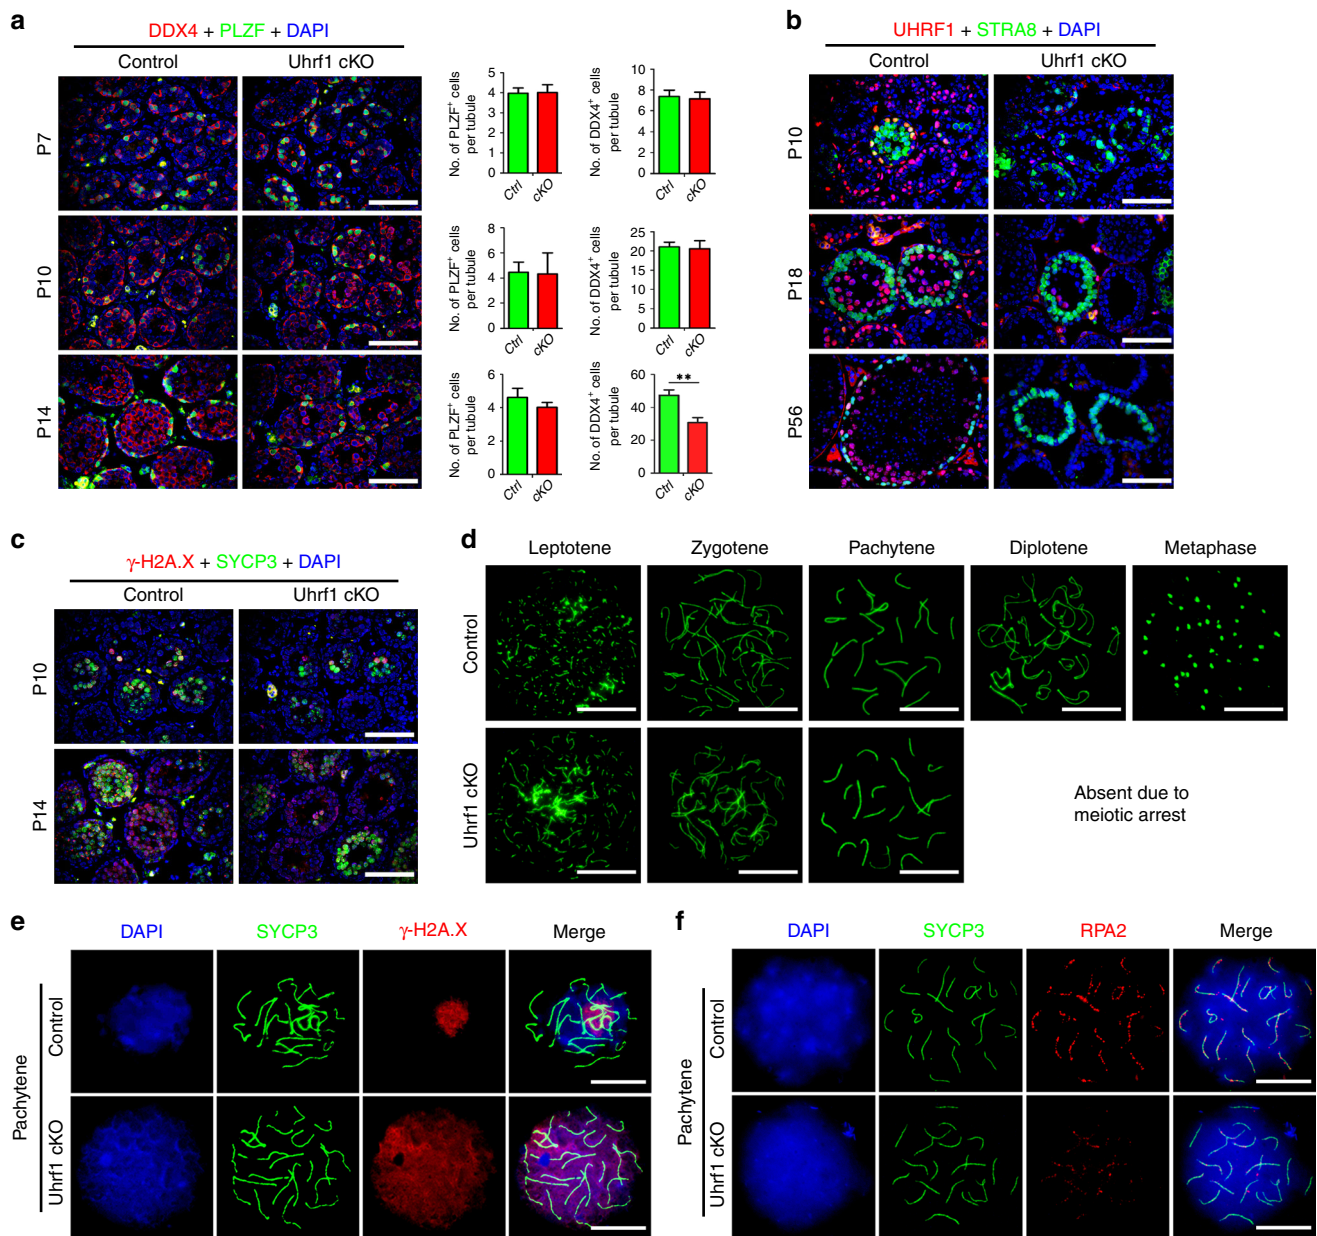 a
DDX4 + PLZF + DAPI
Control
Uhrf1 cKO
P7
P10
P14
No. of PLZF⁺ cells
per tubule
5
4
3
2
1
0
Ctrl
cKO
No. of DDX4⁺ cells
per tubule
10
8
6
4
2
0
Ctrl
cKO
No. of PLZF⁺ cells
per tubule
8
4
0
Ctrl
cKO
No. of DDX4⁺ cells
per tubule
25
20
15
10
5
0
Ctrl
cKO
No. of PLZF⁺ cells
per tubule
6
4
2
0
Ctrl
cKO
No. of DDX4⁺ cells
per tubule
60
40
20
0
**
Ctrl
cKO
b
UHRF1 + STRA8 + DAPI
Control
Uhrf1 cKO
P10
P18
P56
c
γ-H2A.X + SYCP3 + DAPI
Control
Uhrf1 cKO
P10
P14
d
Leptotene
Zygotene
Pachytene
Diplotene
Metaphase
Control
Uhrf1 cKO
Absent due to
meiotic arrest
e
DAPI
SYCP3
γ-H2A.X
Merge
Pachytene
Control
Uhrf1 cKO
f
DAPI
SYCP3
RPA2
Merge
Pachytene
Control
Uhrf1 cKO